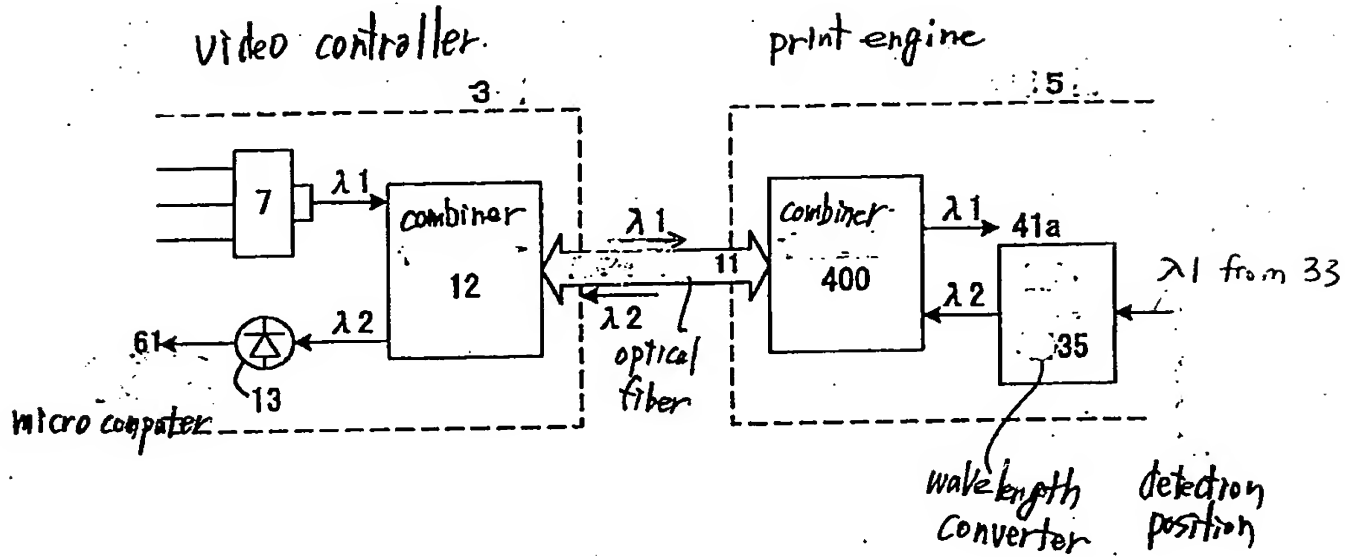 video controller.
print engine
3
5
7
λ1
combiner
12
λ2
13
61
micro computer
λ1
11
λ2
optical
fiber
combiner
400
λ1
41a
λ2
35
λ1 from 33
wavelength
converter
detection
position